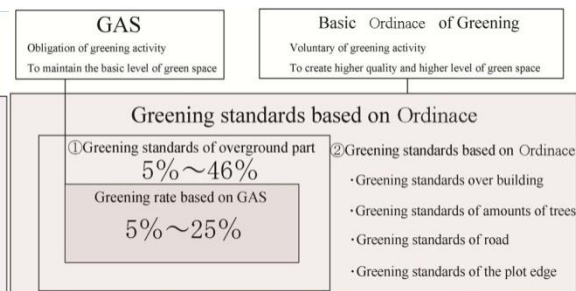 GAS
Obligation of greening activity
To maintain the basic level of green space
Basic Ordinace of Greening
Voluntary of greening activity
To create higher quality and higher level of green space
Greening standards based on Ordinace
①Greening standards of overground part
5%～46%
Greening rate based on GAS
5%～25%
②Greening standards based on Ordinace
・Greening standards over building
・Greening standards of amounts of trees
・Greening standards of road
・Greening standards of the plot edge